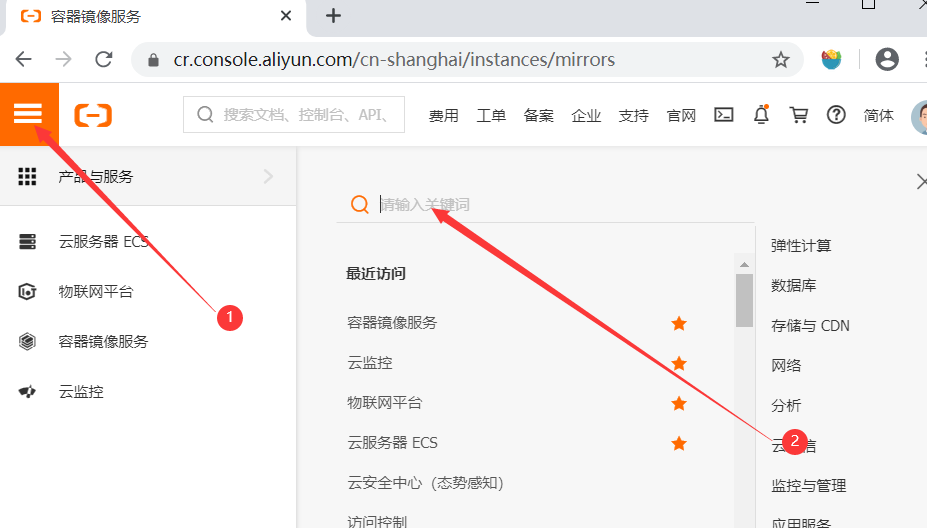 容器镜像服务
cr.console.aliyun.com/cn-shanghai/instances/mirrors
搜索文档、控制台、API、
费用 工单 备案 企业 支持 官网 简体
产品与服务
云服务器 ECS
物联网平台
容器镜像服务
云监控
1
请输入关键词
最近访问
容器镜像服务
云监控
物联网平台
云服务器 ECS
云安全中心（态势感知）
访问控制
弹性计算
数据库
存储与 CDN
网络
分析
2
监控与管理
应用服务